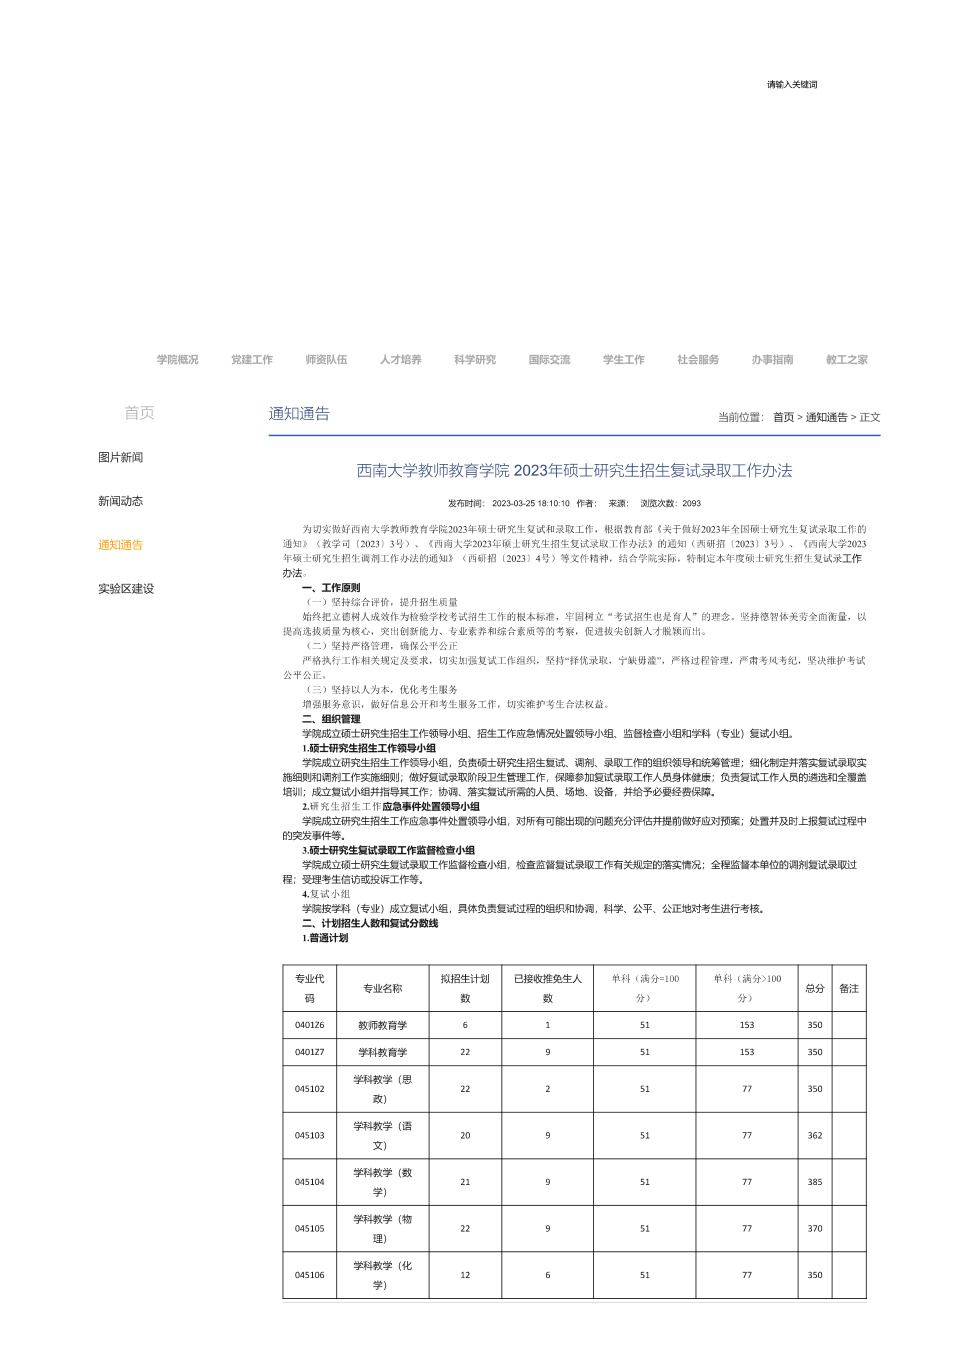 请输入关键词
学院概况 党建工作 师资队伍 人才培养 科学研究 国际交流 学生工作 社会服务 办事指南 教工之家
首页
图片新闻
新闻动态
通知通告
实验区建设
通知通告
当前位置： 首页 > 通知通告 > 正文
西南大学教师教育学院 2023年硕士研究生招生复试录取工作办法
发布时间： 2023-03-25 18:10:10 作者： 来源： 浏览次数：2093
为切实做好西南大学教师教育学院2023年硕士研究生复试和录取工作，根据教育部《关于做好2023年全国硕士研究生复试录取工作的
通知》（教学司〔2023〕3号）、《西南大学2023年硕士研究生招生复试录取工作办法》的通知（西研招〔2023〕3号）、《西南大学2023
年硕士研究生招生调剂工作办法的通知》（西研招〔2023〕4号）等文件精神，结合学院实际，特制定本年度硕士研究生招生复试录工作
办法。
一、工作原则
（一）坚持综合评价，提升招生质量
始终把立德树人成效作为检验学校考试招生工作的根本标准，牢固树立“考试招生也是育人”的理念。坚持德智体美劳全面衡量，以
提高选拔质量为核心，突出创新能力、专业素养和综合素质等的考察，促进拔尖创新人才脱颖而出。
（二）坚持严格管理，确保公平公正
严格执行工作相关规定及要求，切实加强复试工作组织，坚持“择优录取，宁缺毋滥”，严格过程管理，严肃考风考纪，坚决维护考试
公平公正。
（三）坚持以人为本，优化考生服务
增强服务意识，做好信息公开和考生服务工作，切实维护考生合法权益。
二、组织管理
学院成立硕士研究生招生工作领导小组、招生工作应急情况处置领导小组、监督检查小组和学科（专业）复试小组。
1.硕士研究生招生工作领导小组
学院成立研究生招生工作领导小组，负责硕士研究生招生复试、调剂、录取工作的组织领导和统筹管理；细化制定并落实复试录取实
施细则和调剂工作实施细则；做好复试录取阶段卫生管理工作，保障参加复试录取工作人员身体健康；负责复试工作人员的遴选和全覆盖
培训；成立复试小组并指导其工作；协调、落实复试所需的人员、场地、设备，并给予必要经费保障。
2.研究生招生工作应急事件处置领导小组
学院成立研究生招生工作应急事件处置领导小组，对所有可能出现的问题充分评估并提前做好应对预案；处置并及时上报复试过程中
的突发事件等。
3.硕士研究生复试录取工作监督检查小组
学院成立硕士研究生复试录取工作监督检查小组，检查监督复试录取工作有关规定的落实情况；全程监督本单位的调剂复试录取过
程；受理考生信访或投诉工作等。
4.复试小组
学院按学科（专业）成立复试小组，具体负责复试过程的组织和协调，科学、公平、公正地对考生进行考核。
二、计划招生人数和复试分数线
1.普通计划
专业代 专业名称 拟招生计划 已接收推免生人 单科（满分=100 单科（满分>100 总分 备注
码 数 数 分） 分）
0401Z6 教师教育学 6 1 51 153 350
0401Z7 学科教育学 22 9 51 153 350
045102 学科教学（思 22 2 51 77 350
政）
045103 学科教学（语 20 9 51 77 362
文）
045104 学科教学（数 21 9 51 77 385
学）
045105 学科教学（物 22 9 51 77 370
理）
045106 学科教学（化 12 6 51 77 350
学）